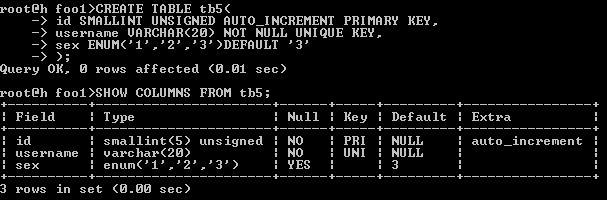 root@h foo1>CREATE TABLE tb5(
    -> id SMALLINT UNSIGNED AUTO_INCREMENT PRIMARY KEY,
    -> username VARCHAR(20) NOT NULL UNIQUE KEY,
    -> sex ENUM('1','2','3')DEFAULT '3'
    -> );
Query OK, 0 rows affected (0.01 sec)

root@h foo1>SHOW COLUMNS FROM tb5;
+----------+----------------------+------+-----+---------+----------------+
| Field    | Type                 | Null | Key | Default | Extra          |
+----------+----------------------+------+-----+---------+----------------+
| id       | smallint(5) unsigned | NO   | PRI | NULL    | auto_increment |
| username | varchar(20)          | NO   | UNI | NULL    |                |
| sex      | enum('1','2','3')    | YES  |     | 3       |                |
+----------+----------------------+------+-----+---------+----------------+
3 rows in set (0.00 sec)